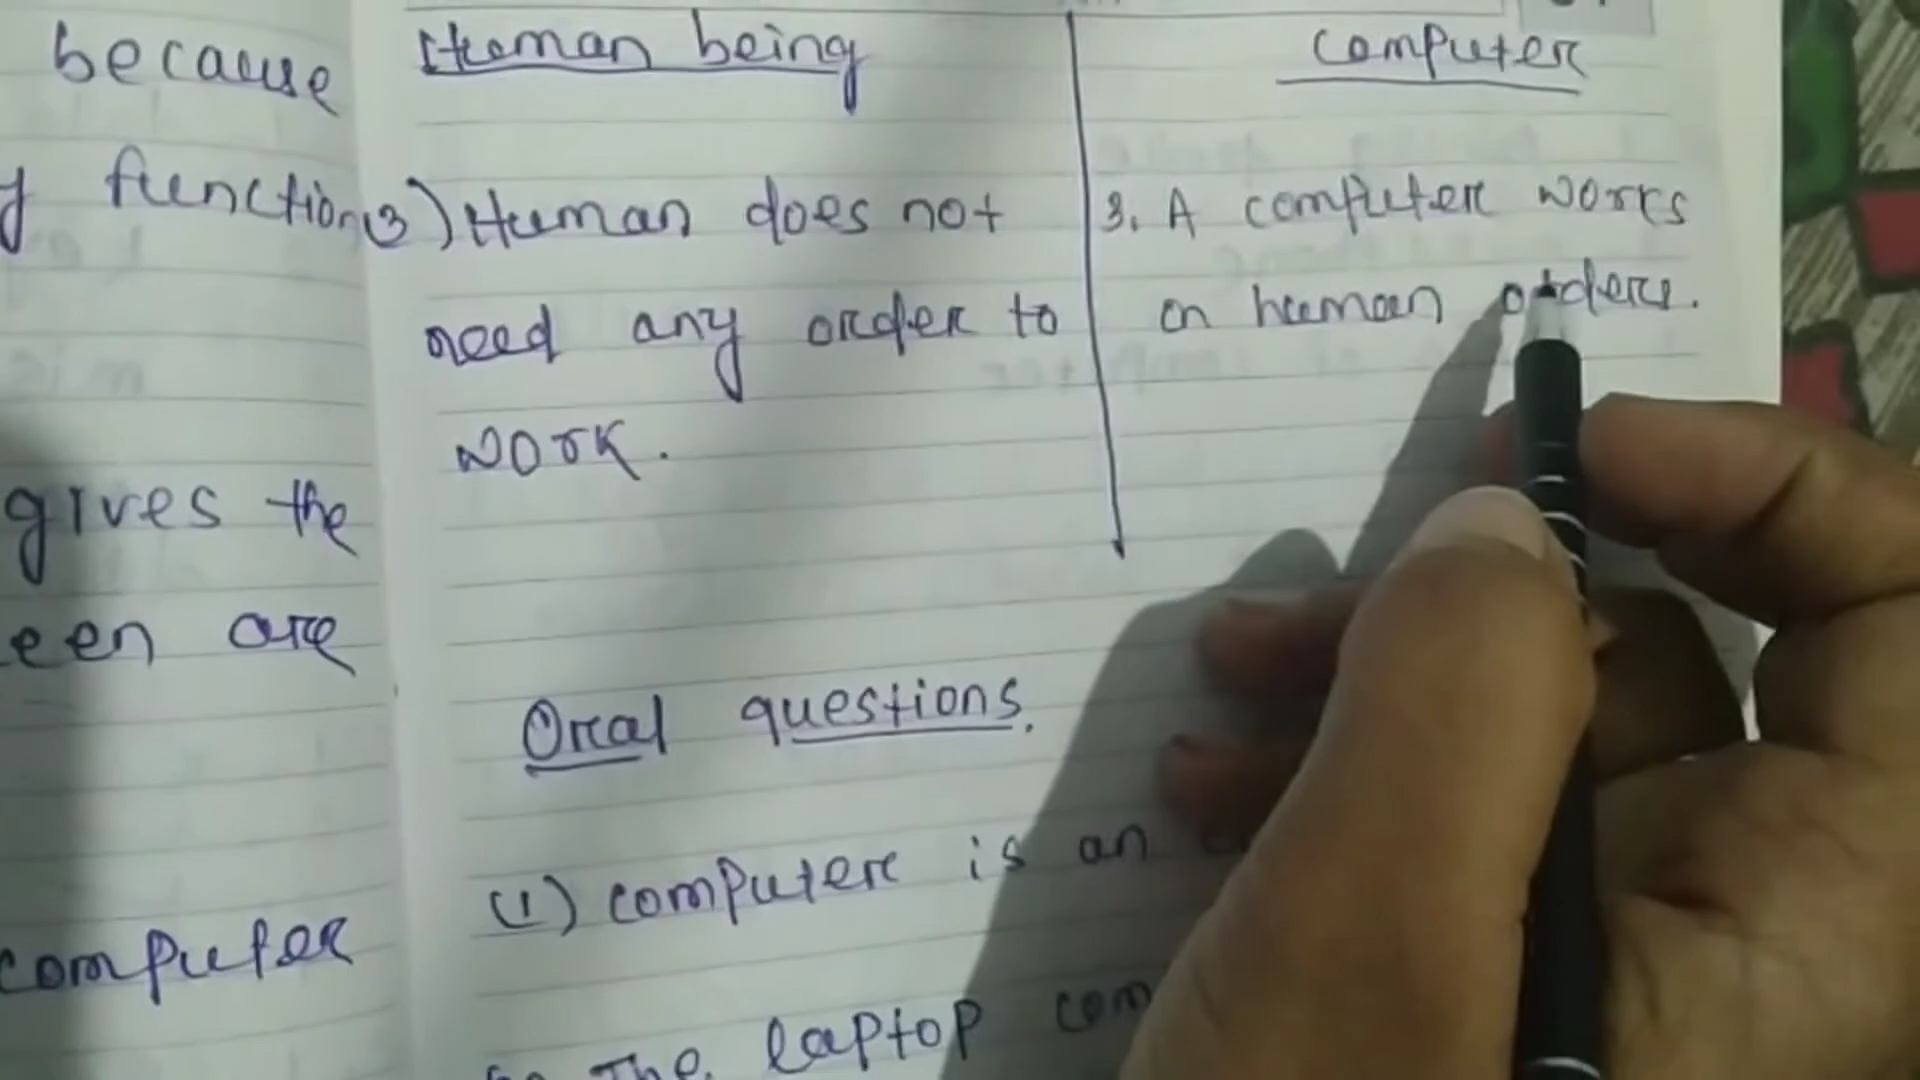 because
y function
gives the
een are
computer
Human being
computer
3) Human does not
need any order to
work.
3. A computer works
on human orders.
Oral questions.
(1) computer is an
The laptop com